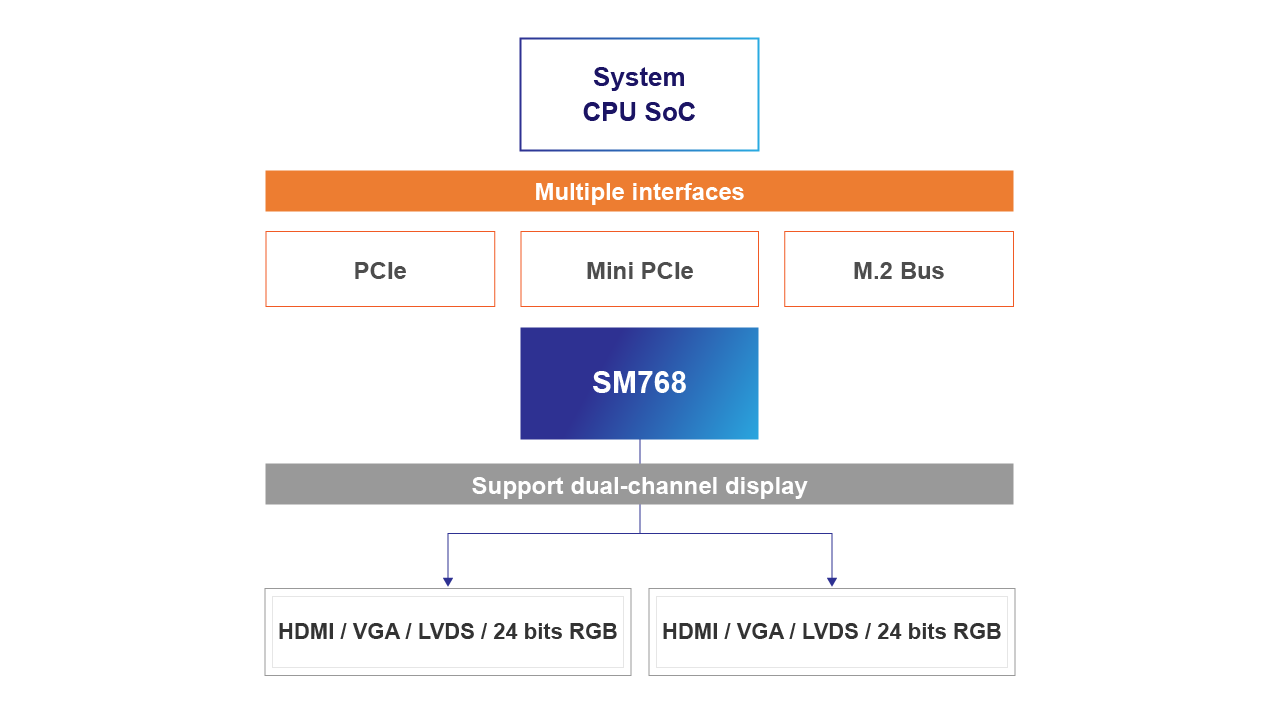 System
CPU SoC
Multiple interfaces
PCIe
Mini PCIe
M.2 Bus
SM768
Support dual-channel display
HDMI / VGA / LVDS / 24 bits RGB
HDMI / VGA / LVDS / 24 bits RGB